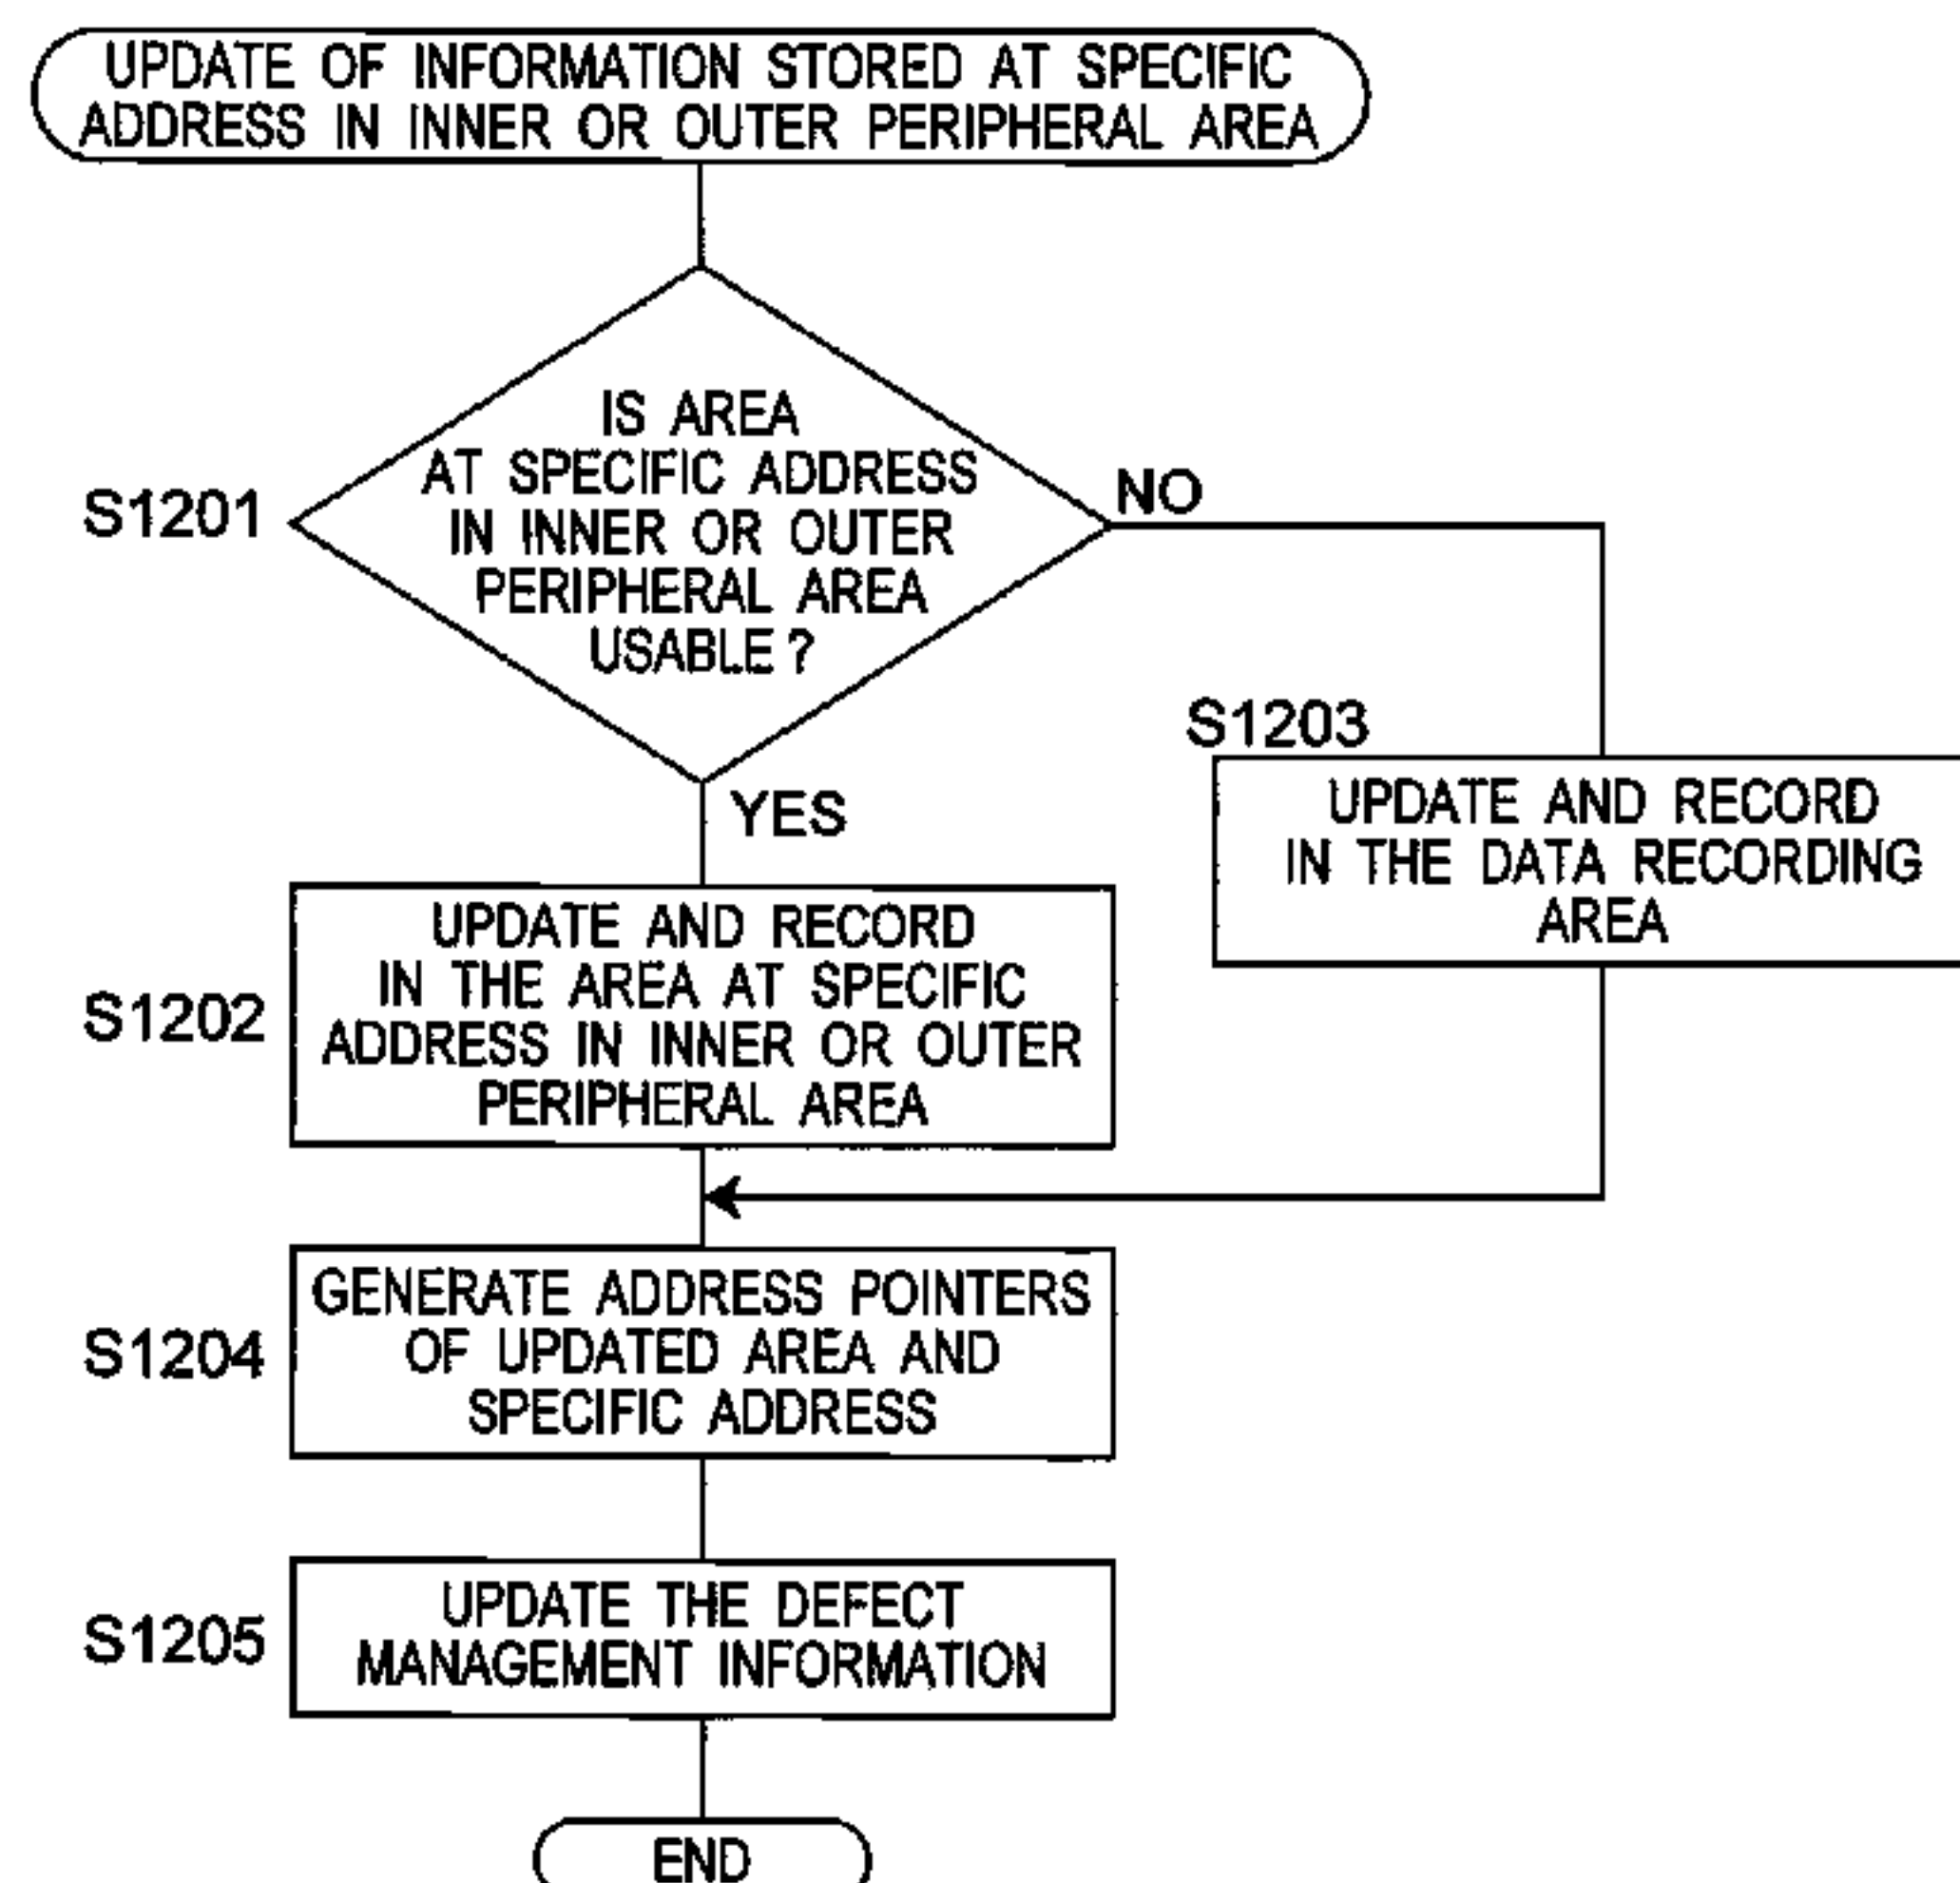 UPDATE OF INFORMATION STORED AT SPECIFIC
ADDRESS IN INNER OR OUTER PERIPHERAL AREA
S1201
IS AREA
AT SPECIFIC ADDRESS
IN INNER OR OUTER
PERIPHERAL AREA
USABLE ?
NO
YES
S1203
UPDATE AND RECORD
IN THE DATA RECORDING
AREA
S1202
UPDATE AND RECORD
IN THE AREA AT SPECIFIC
ADDRESS IN INNER OR OUTER
PERIPHERAL AREA
S1204
GENERATE ADDRESS POINTERS
OF UPDATED AREA AND
SPECIFIC ADDRESS
S1205
UPDATE THE DEFECT
MANAGEMENT INFORMATION
END